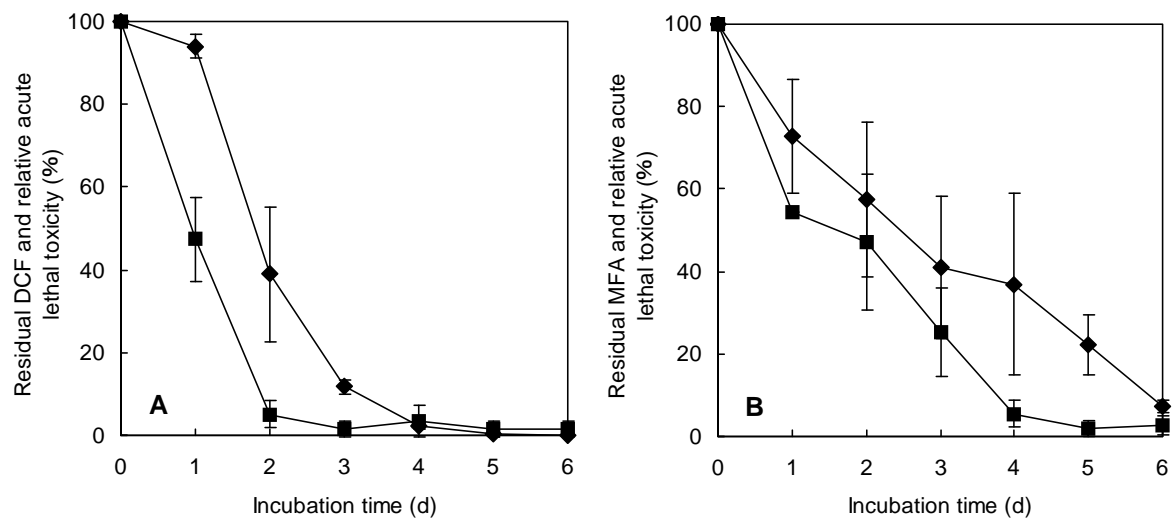 Residual DCF and relative acute
lethal toxicity (%)
100
80
60
40
20
0
A
0 1 2 3 4 5 6
Incubation time (d)
Residual MFA and relative acute
lethal toxicity (%)
100
80
60
40
20
0
B
0 1 2 3 4 5 6
Incubation time (d)